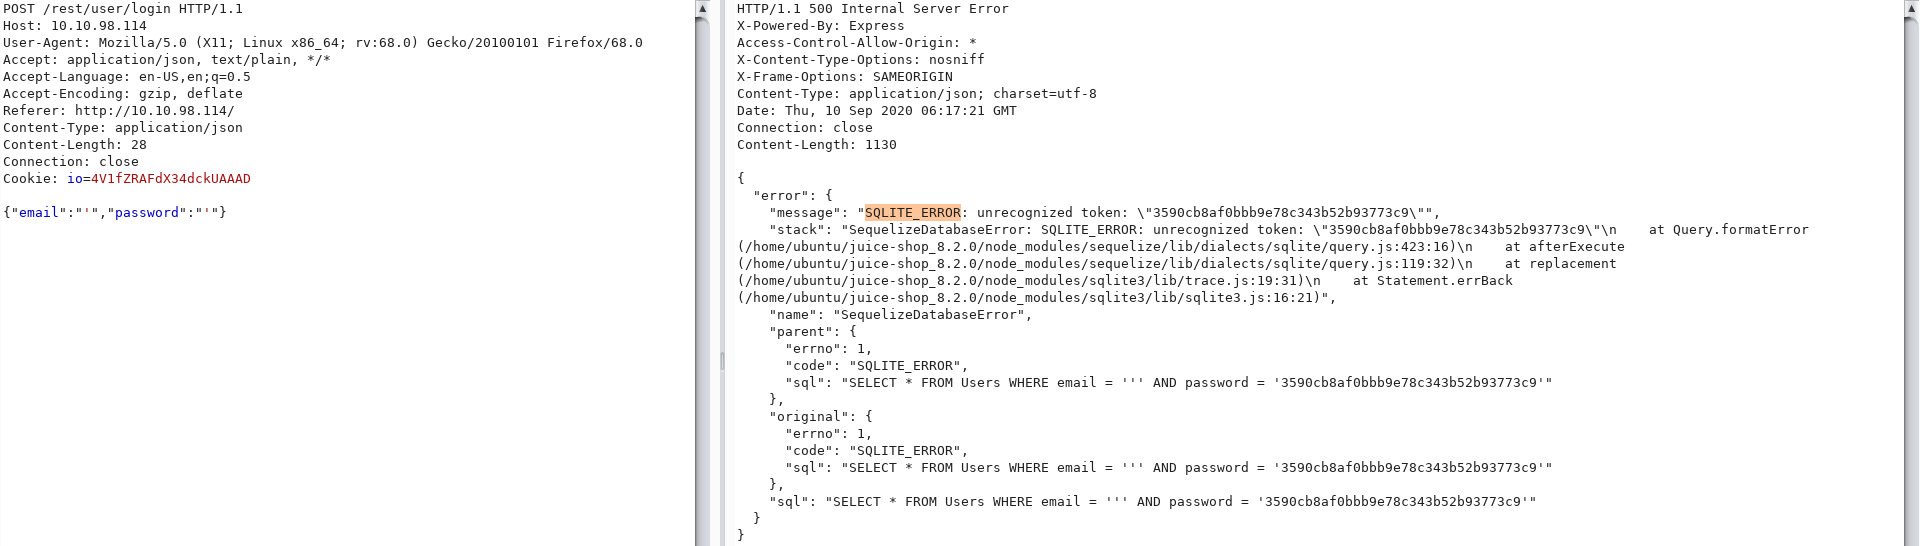 POST /rest/user/login HTTP/1.1
Host: 10.10.98.114
User-Agent: Mozilla/5.0 (X11; Linux x86_64; rv:68.0) Gecko/20100101 Firefox/68.0
Accept: application/json, text/plain, */*
Accept-Language: en-US,en;q=0.5
Accept-Encoding: gzip, deflate
Referer: http://10.10.98.114/
Content-Type: application/json
Content-Length: 28
Connection: close
Cookie: io=4V1fZRAFdX34dckUAAAD
{"email":"'","password":"'"}
HTTP/1.1 500 Internal Server Error
X-Powered-By: Express
Access-Control-Allow-Origin: *
X-Content-Type-Options: nosniff
X-Frame-Options: SAMEORIGIN
Content-Type: application/json; charset=utf-8
Date: Thu, 10 Sep 2020 06:17:21 GMT
Connection: close
Content-Length: 1130
{
"error": {
"message": "SQLITE_ERROR: unrecognized token: \"3590cb8af0bbb9e78c343b52b93773c9\"",
"stack": "SequelizeDatabaseError: SQLITE_ERROR: unrecognized token: \"3590cb8af0bbb9e78c343b52b93773c9\"\n    at Query.formatError
(/home/ubuntu/juice-shop_8.2.0/node_modules/sequelize/lib/dialects/sqlite/query.js:423:16)\n    at afterExecute
(/home/ubuntu/juice-shop_8.2.0/node_modules/sequelize/lib/dialects/sqlite/query.js:119:32)\n    at replacement
(/home/ubuntu/juice-shop_8.2.0/node_modules/sqlite3/lib/trace.js:19:31)\n    at Statement.errBack
(/home/ubuntu/juice-shop_8.2.0/node_modules/sqlite3/lib/sqlite3.js:16:21)",
"name": "SequelizeDatabaseError",
"parent": {
"errno": 1,
"code": "SQLITE_ERROR",
"sql": "SELECT * FROM Users WHERE email = ''' AND password = '3590cb8af0bbb9e78c343b52b93773c9'"
},
"original": {
"errno": 1,
"code": "SQLITE_ERROR",
"sql": "SELECT * FROM Users WHERE email = ''' AND password = '3590cb8af0bbb9e78c343b52b93773c9'"
},
"sql": "SELECT * FROM Users WHERE email = ''' AND password = '3590cb8af0bbb9e78c343b52b93773c9'"
}
}